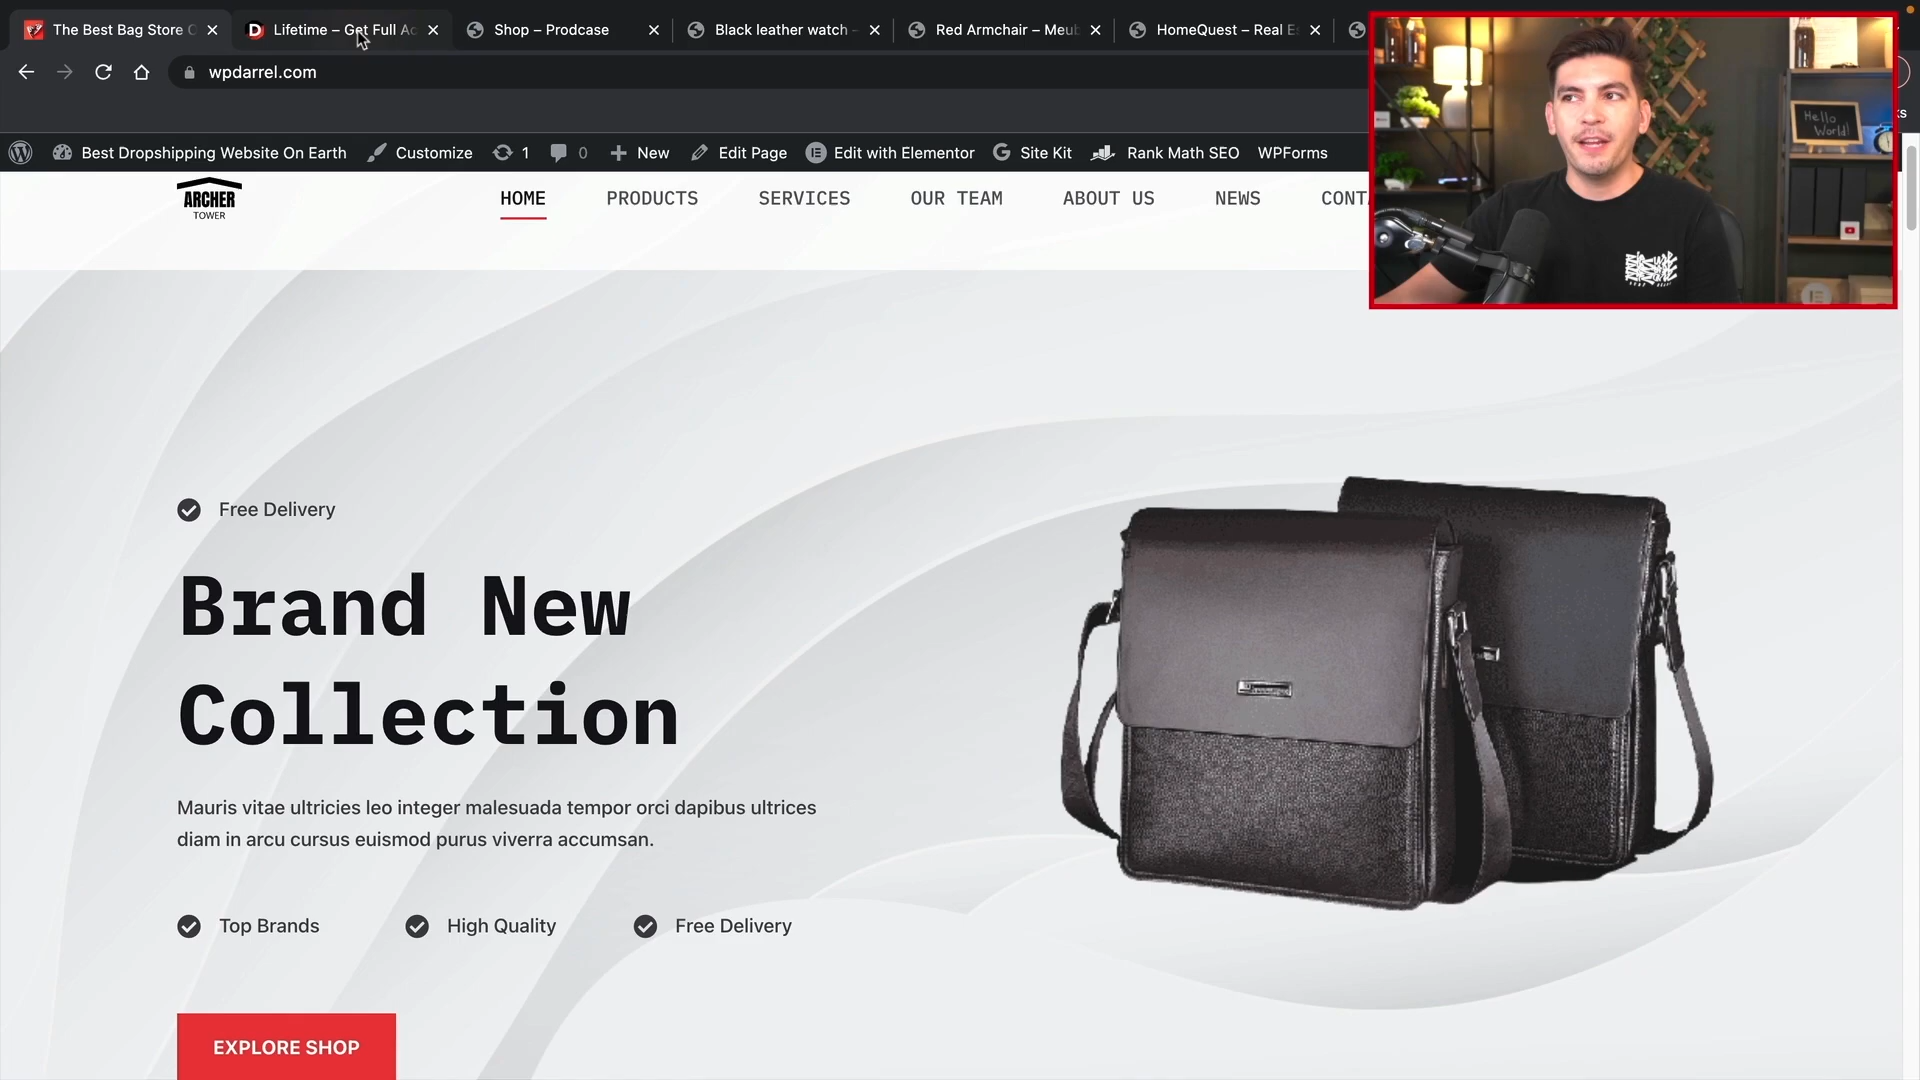 The Best Bag Store O
Lifetime – Get Full Ac
Shop – Prodcase
Black leather watch –
Red Armchair – Meub
HomeQuest – Real Es
wpdarrel.com
Best Dropshipping Website On Earth
Customize
1
0
New
Edit Page
Edit with Elementor
Site Kit
Rank Math SEO
WPForms
ARCHER
TOWER
HOME
PRODUCTS
SERVICES
OUR TEAM
ABOUT US
NEWS
CONTA
Hello
World!
Free Delivery
Brand New
Collection
Mauris vitae ultricies leo integer malesuada tempor orci dapibus ultrices
diam in arcu cursus euismod purus viverra accumsan.
Top Brands
High Quality
Free Delivery
EXPLORE SHOP